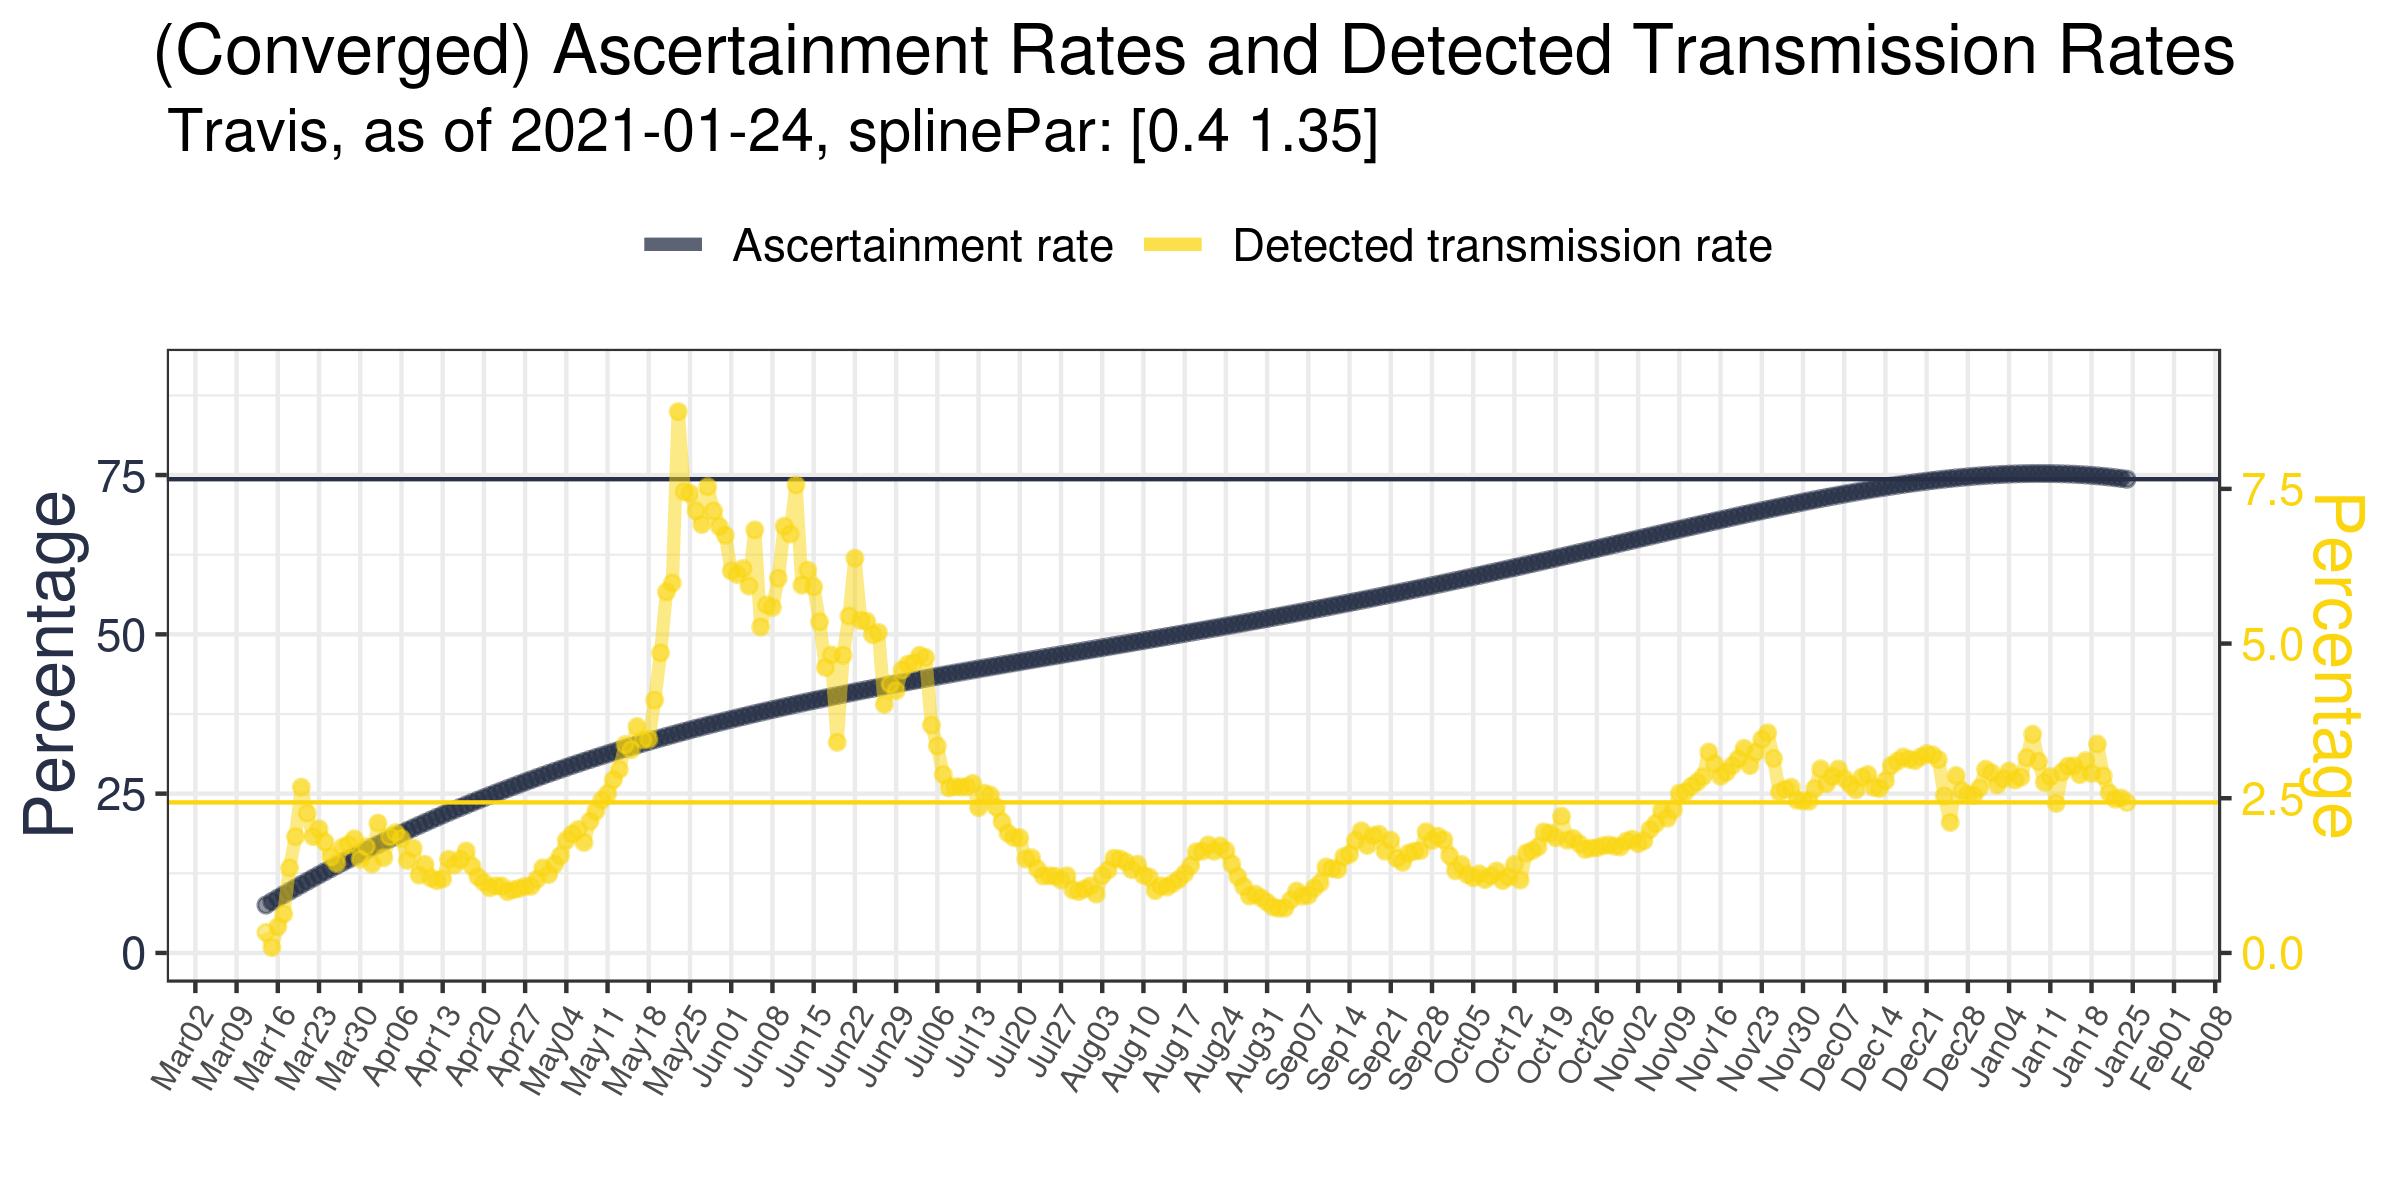 (Converged) Ascertainment Rates and Detected Transmission Rates
Travis, as of 2021-01-24, splinePar: [0.4 1.35]
Ascertainment rate
Detected transmission rate
Percentage
75
50
25
0
7.5
5.0
2.5
0.0
Percentage
Mar02
Mar09
Mar16
Mar23
Mar30
Apr06
Apr13
Apr20
Apr27
May04
May11
May18
May25
Jun01
Jun08
Jun15
Jun22
Jun29
Jul06
Jul13
Jul20
Jul27
Aug03
Aug10
Aug17
Aug24
Aug31
Sep07
Sep14
Sep21
Sep28
Oct05
Oct12
Oct19
Oct26
Nov02
Nov09
Nov16
Nov23
Nov30
Dec07
Dec14
Dec21
Dec28
Jan04
Jan11
Jan18
Jan25
Feb01
Feb08